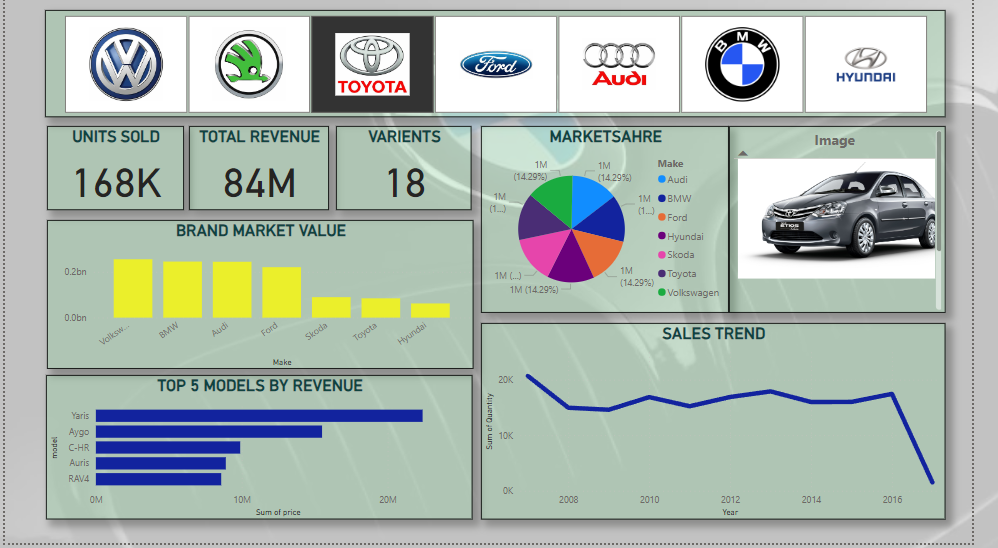 TOYOTA
Ford
Audi
BMW
HYUNDAI
UNITS SOLD
168K
TOTAL REVENUE
84M
VARIENTS
18
MARKETSAHRE
1M
(14.29%)
1M
(14.29%)
1M
(1...)
1M
(1...)
1M (...)
1M
(14.29%)
1M (14.29%)
Make
Audi
BMW
Ford
Hyundai
Skoda
Toyota
Volkswagen
Image
ETIOS
BRAND MARKET VALUE
0.2bn
0.0bn
Volksw...
BMW
Audi
Ford
Skoda
Toyota
Hyundai
Make
TOP 5 MODELS BY REVENUE
model
Yaris
Aygo
C-HR
Auris
RAV4
0M 10M 20M
Sum of price
SALES TREND
Sum of Quantity
20K
10K
0K
2008 2010 2012 2014 2016
Year